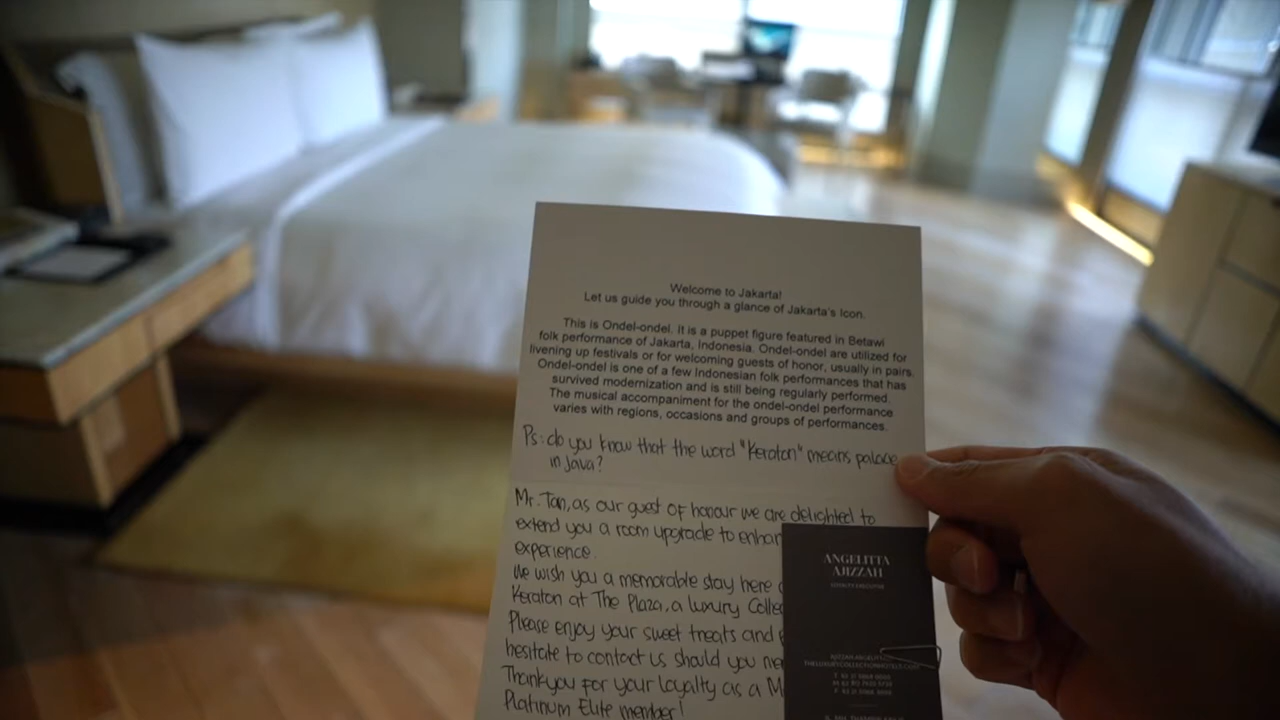 Welcome to Jakarta!
Let us guide you through a glance of Jakarta's Icon.
This is Ondel-ondel. It is a puppet figure featured in Betawi
folk performance of Jakarta, Indonesia. Ondel-ondel are utilized for
livening up festivals or for welcoming guests of honor, usually in pairs.
Ondel-ondel is one of a few Indonesian folk performances that has
survived modernization and is still being regularly performed.
The musical accompaniment for the ondel-ondel performance
varies with regions, occasions and groups of performances.
Ps: do you know that the word "Keraton" means palace
in Java?
Mr. Tan, as our guest of honour we are delighted to
extend you a room upgrade to enhan
experience.
We wish you a memorable stay here
Keraton at The Plaza, a luxury Colle
Please enjoy your sweet treats and
hesitate to contact us should you ne
Thankyou for your loyalty as a M
Platinum Elite member!
ANGELITTA
AJIZZAH